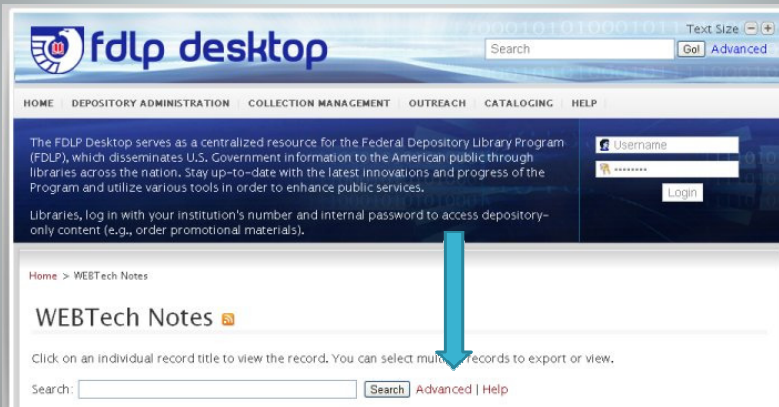 Text Size
fdlp desktop
Search Go! Advanced
HOME DEPOSITORY ADMINISTRATION COLLECTION MANAGEMENT OUTREACH CATALOGING HELP
The FDLP Desktop serves as a centralized resource for the Federal Depository Library Program
(FDLP), which disseminates U.S. Government information to the American public through
libraries across the nation. Stay up-to-date with the latest innovations and progress of the
Program and utilize various tools in order to enhance public services.
Libraries, log in with your institution's number and internal password to access depository-
only content (e.g., order promotional materials).
Username
••••••••
Login
Home > WEBTech Notes
WEBTech Notes
Click on an individual record title to view the record. You can select records to export or view.
Search: Search Advanced | Help